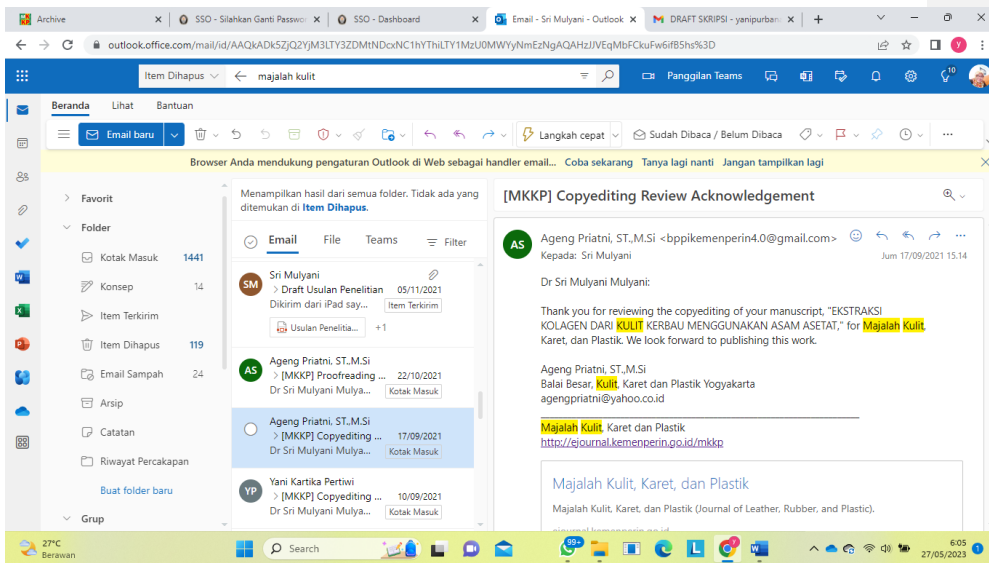 Archive
SSO - Silahkan Ganti Passwor
SSO - Dashboard
Email - Sri Mulyani - Outlook
DRAFT SKRIPSI - yanipurban
outlook.office.com/mail/id/AAQkADk5ZjQ2YjM3LTY3ZDMtNDcxNC1hYThiLTY1MzU0MWYyNmEzNgAQAHzJJVEqMbFCkuFw6ifB5hs%3D
Item Dihapus
majalah kulit
Panggilan Teams
10
Beranda Lihat Bantuan
Email baru
Langkah cepat
Sudah Dibaca / Belum Dibaca
Browser Anda mendukung pengaturan Outlook di Web sebagai handler email... Coba sekarang Tanya lagi nanti Jangan tampilkan lagi
Favorit
Folder
Kotak Masuk 1441
Konsep 14
Item Terkirim
Item Dihapus 119
Email Sampah 24
Arsip
Catatan
Riwayat Percakapan
Buat folder baru
Grup
Menampilkan hasil dari semua folder. Tidak ada yang
ditemukan di Item Dihapus.
Email File Teams Filter
SM
Sri Mulyani
Draft Usulan Penelitian 05/11/2021
Dikirim dari iPad say... Item Terkirim
Usulan Penelitia... +1
AS
Ageng Priatni, ST.,M.Si
[MKKP] Proofreading ... 22/10/2021
Dr Sri Mulyani Mulya... Kotak Masuk
Ageng Priatni, ST.,M.Si
[MKKP] Copyediting ... 17/09/2021
Dr Sri Mulyani Mulya... Kotak Masuk
YP
Yani Kartika Pertiwi
[MKKP] Copyediting ... 10/09/2021
Dr Sri Mulyani Mulya... Kotak Masuk
[MKKP] Copyediting Review Acknowledgement
AS
Ageng Priatni, ST.,M.Si <bppikemenperin4.0@gmail.com>
Kepada: Sri Mulyani
Jum 17/09/2021 15.14
Dr Sri Mulyani Mulyani:
Thank you for reviewing the copyediting of your manuscript, "EKSTRAKSI
KOLAGEN DARI KULIT KERBAU MENGGUNAKAN ASAM ASETAT," for Majalah Kulit,
Karet, dan Plastik. We look forward to publishing this work.
Ageng Priatni, ST.,M.Si
Balai Besar, Kulit, Karet dan Plastik Yogyakarta
agengpriatni@yahoo.co.id
Majalah Kulit, Karet dan Plastik
http://ejournal.kemenperin.go.id/mkkp
Majalah Kulit, Karet, dan Plastik
Majalah Kulit, Karet, dan Plastik (Journal of Leather, Rubber, and Plastic).
ejournal.kemenperin.go.id
27°C
Berawan
Search
99+
6:05
27/05/2023
1